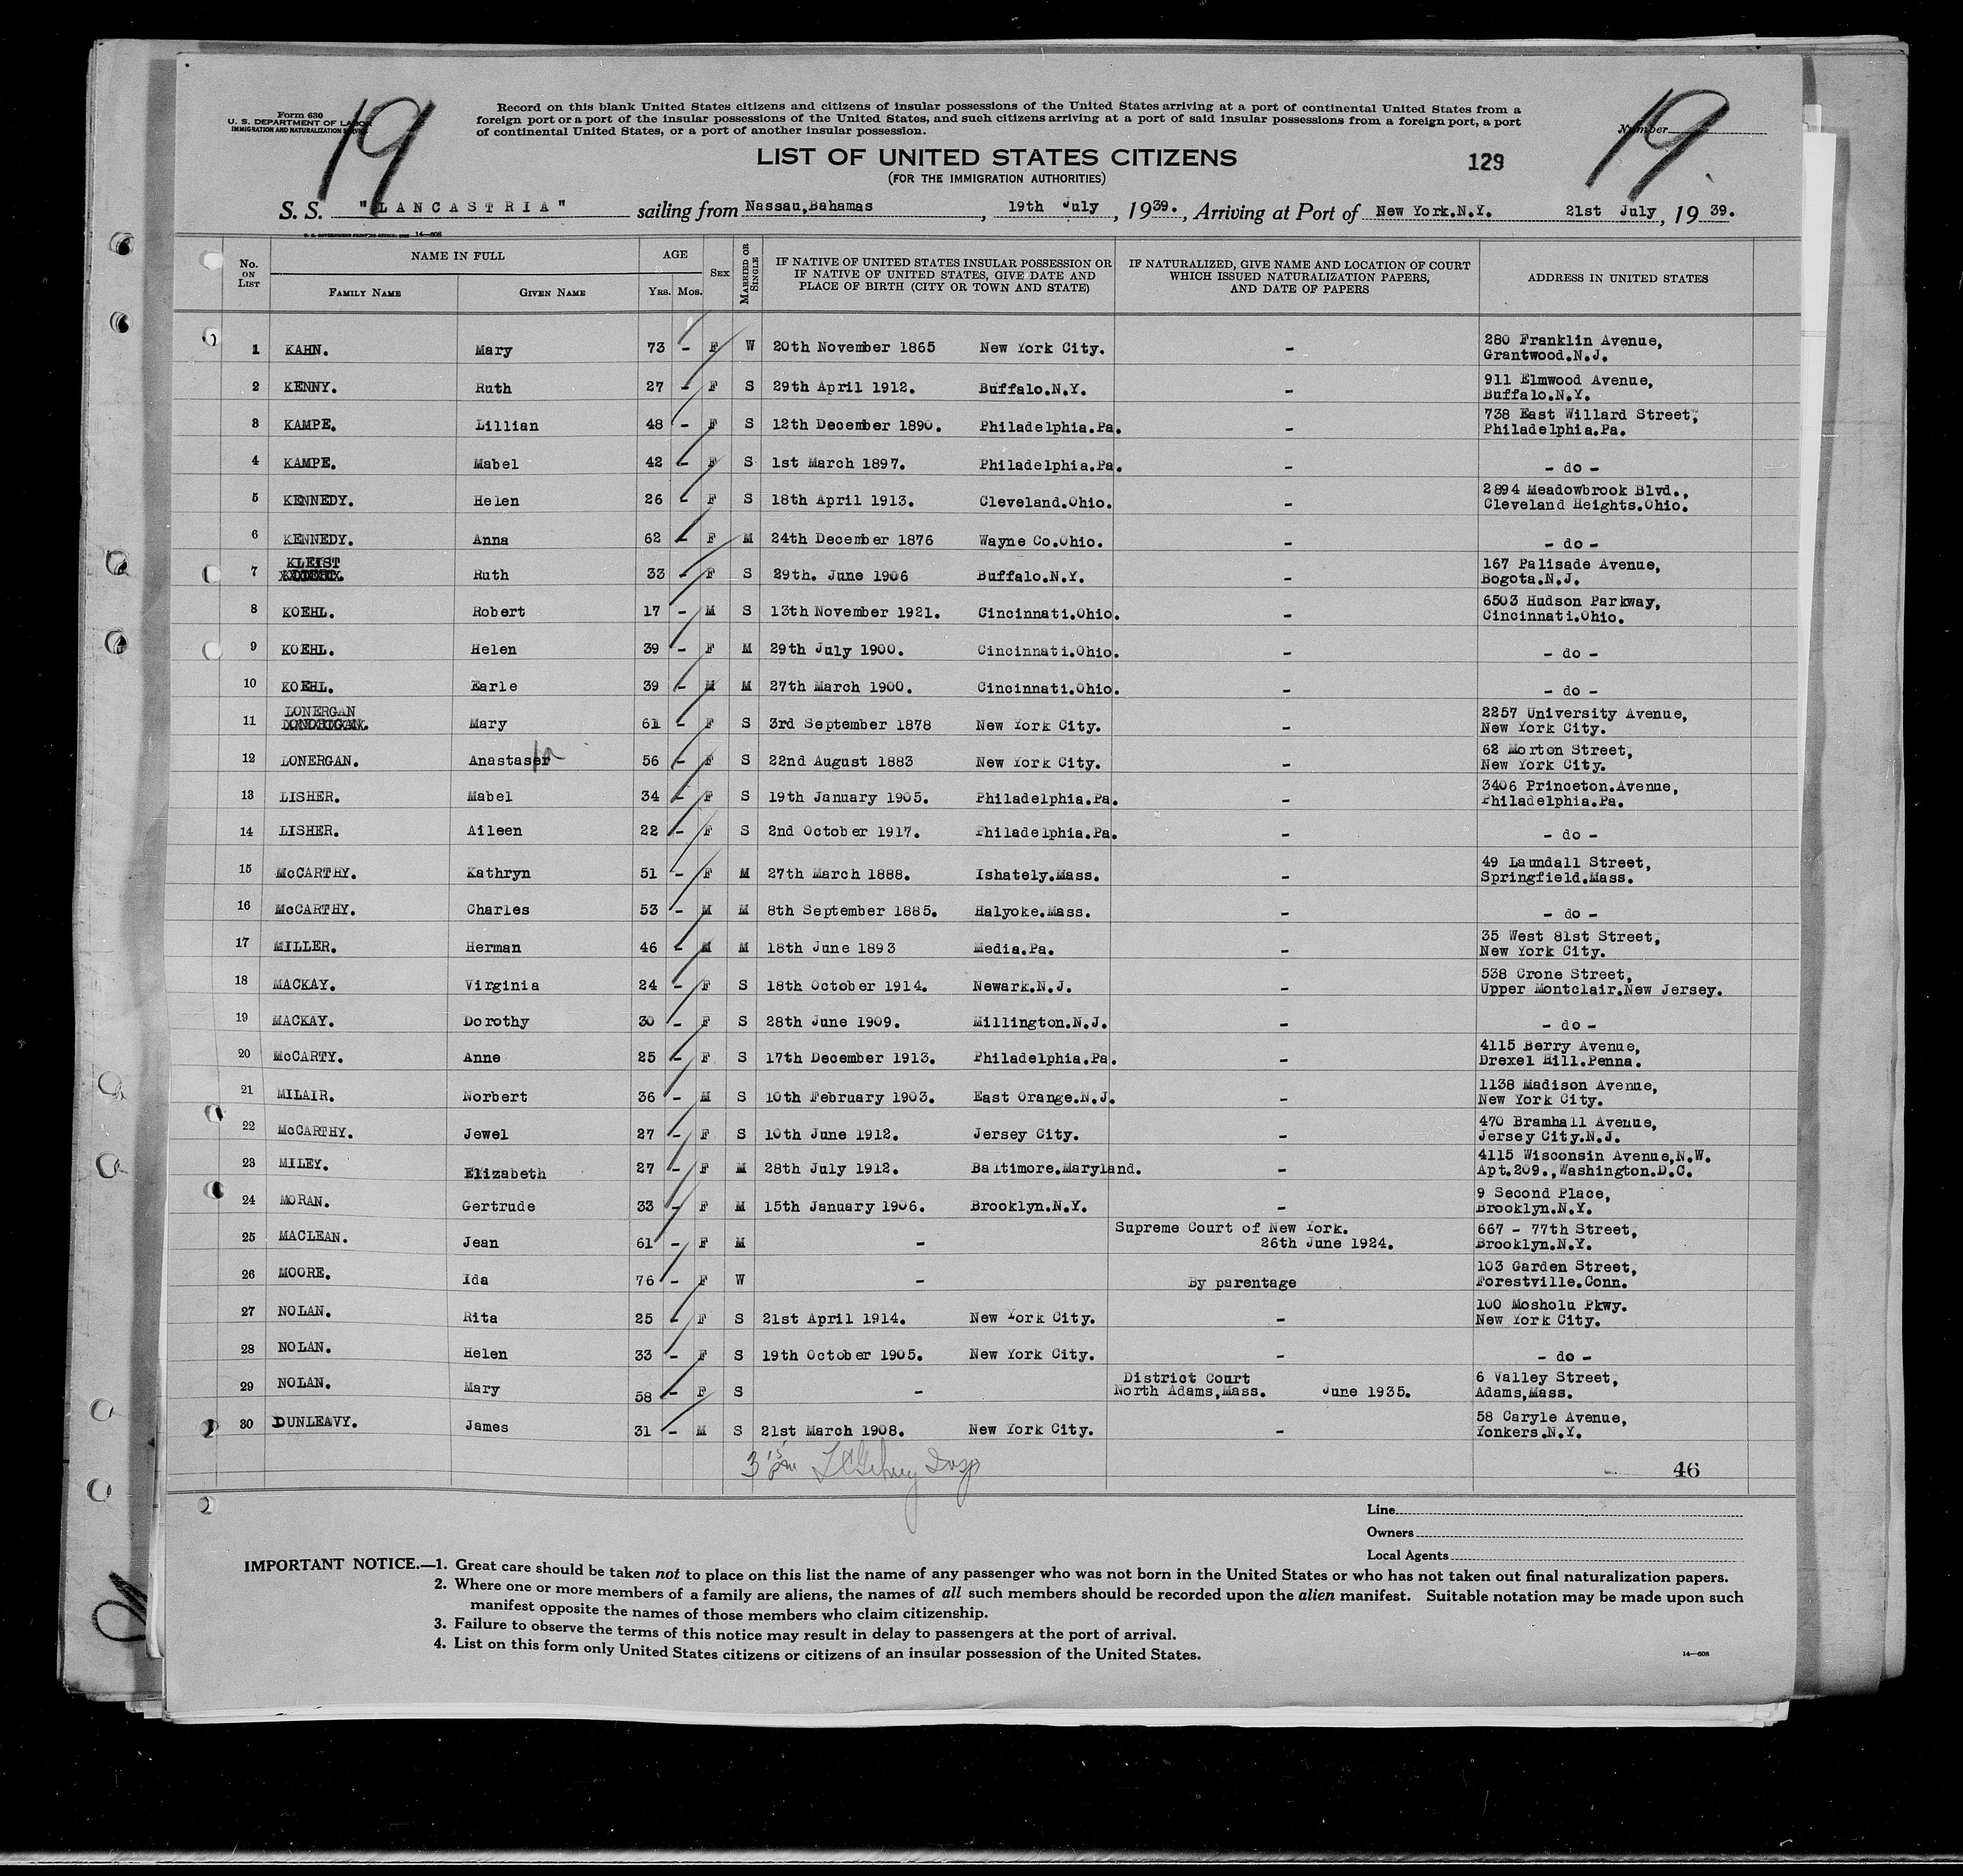 Form 630
U. S. DEPARTMENT OF LABOR
IMMIGRATION AND NATURALIZATION SERVICE
19
Record on this blank United States citizens and citizens of insular possessions of the United States arriving at a port of continental United States from a
foreign port or a port of the insular possessions of the United States, and such citizens arriving at a port of said insular possessions from a foreign port, a port
of continental United States, or a port of another insular possession.
Number
19
LIST OF UNITED STATES CITIZENS
(FOR THE IMMIGRATION AUTHORITIES)
129
S. S. "LANCASTRIA" sailing from Nassau,Bahamas, 19th July, 1939., Arriving at Port of New York.N.Y. 21st July, 1939.
U. S. GOVERNMENT PRINTING OFFICE 14—608
No. ON LIST NAME IN FULL FAMILY NAME GIVEN NAME AGE YRS. MOS. SEX MARRIED OR SINGLE IF NATIVE OF UNITED STATES INSULAR POSSESSION OR IF NATIVE OF UNITED STATES, GIVE DATE AND PLACE OF BIRTH (CITY OR TOWN AND STATE) IF NATURALIZED, GIVE NAME AND LOCATION OF COURT WHICH ISSUED NATURALIZATION PAPERS, AND DATE OF PAPERS ADDRESS IN UNITED STATES
1 KAHN. Mary 73 - F W 20th November 1865 New York City. - 280 Franklin Avenue,
Grantwood.N.J.
2 KENNY. Ruth 27 - F S 29th April 1912. Buffalo.N.Y. - 911 Elmwood Avenue,
Buffalo.N.Y.
3 KAMPE. Lillian 48 - F S 12th December 1890. Philadelphia.Pa. - 738 East Willard Street,
Philadelphia.Pa.
4 KAMPE. Mabel 42 - F S 1st March 1897. Philadelphia.Pa. - - do -
5 KENNEDY. Helen 26 - F S 18th April 1913. Cleveland.Ohio. - 2894 Meadowbrook Blvd.,
Cleveland Heights.Ohio.
6 KENNEDY. Anna 62 - F M 24th December 1876 Wayne Co.Ohio. - - do -
7 KLEIST Ruth 33 - F S 29th. June 1906 Buffalo.N.Y. - 167 Palisade Avenue,
Bogota.N.J.
8 KOEHL. Robert 17 - M S 13th November 1921. Cincinnati.Ohio. - 6503 Hudson Parkway,
Cincinnati.Ohio.
9 KOEHL. Helen 39 - F M 29th July 1900. Cincinnati.Ohio. - - do -
10 KOEHL. Earle 39 - M M 27th March 1900. Cincinnati.Ohio. - - do -
11 LONERGAN Mary 61 - F S 3rd September 1878 New York City. - 2257 University Avenue,
New York City.
12 LONERGAN. Anastaser 56 - F S 22nd August 1883 New York City. - 62 Morton Street,
New York City.
13 LISHER. Mabel 34 - F S 19th January 1905. Philadelphia.Pa. - 3406 Princeton.Avenue,
Philadelphia.Pa.
14 LISHER. Aileen 22 - F S 2nd October 1917. Philadelphia.Pa. - - do -
15 McCARTHY. Kathryn 51 - F M 27th March 1888. Ishately.Mass. - 49 Laundall Street,
Springfield.Mass.
16 McCARTHY. Charles 53 - M M 8th September 1885. Halyoke.Mass. - - do -
17 MILLER. Herman 46 - M M 18th June 1893 Media.Pa. - 35 West 81st Street,
New York City.
18 MACKAY. Virginia 24 - F S 18th October 1914. Newark.N.J. - 538 Crone Street,
Upper Montclair.New Jersey.
19 MACKAY. Dorothy 30 - F S 28th June 1909. Millington.N.J. - - do -
20 McCARTY. Anne 25 - F S 17th December 1913. Philadelphia.Pa. - 4115 Berry Avenue,
Drexel Hill.Penna.
21 MILAIR. Norbert 36 - M S 10th February 1903. East Orange.N.J. - 1138 Madison Avenue,
New York City.
22 McCARTHY. Jewel 27 - F S 10th June 1912. Jersey City. - 470 Bramhall Avenue,
Jersey City.N.J.
23 MILEY. Elizabeth 27 - F M 28th July 1912. Baltimore.Maryland. - 4115 Wisconsin Avenue,N.W.
Apt.209.,Washington.D.C.
24 MORAN. Gertrude 33 - F M 15th January 1906. Brooklyn.N.Y. - 9 Second Place,
Brooklyn.N.Y.
25 MACLEAN. Jean 61 - F M - Supreme Court of New York. 667 - 77th Street,
26th June 1924. Brooklyn.N.Y.
26 MOORE. Ida 76 - F W - By parentage 103 Garden Street,
Forestville.Conn.
27 NOLAN. Rita 25 - F S 21st April 1914. New York City. - 100 Mosholu Pkwy.
New York City.
28 NOLAN. Helen 33 - F S 19th October 1905. New York City. - - do -
29 NOLAN. Mary 58 - F S - District Court 6 Valley Street,
North Adams,Mass. June 1935. Adams,Mass.
30 DUNLEAVY. James 31 - M S 21st March 1908. New York City. - 58 Caryle Avenue,
Yonkers.N.Y.
3 15 pm Insp
46
Line
Owners
Local Agents
IMPORTANT NOTICE.—1. Great care should be taken not to place on this list the name of any passenger who was not born in the United States or who has not taken out final naturalization papers.
2. Where one or more members of a family are aliens, the names of all such members should be recorded upon the alien manifest. Suitable notation may be made upon such
manifest opposite the names of those members who claim citizenship.
3. Failure to observe the terms of this notice may result in delay to passengers at the port of arrival.
4. List on this form only United States citizens or citizens of an insular possession of the United States.
14—608